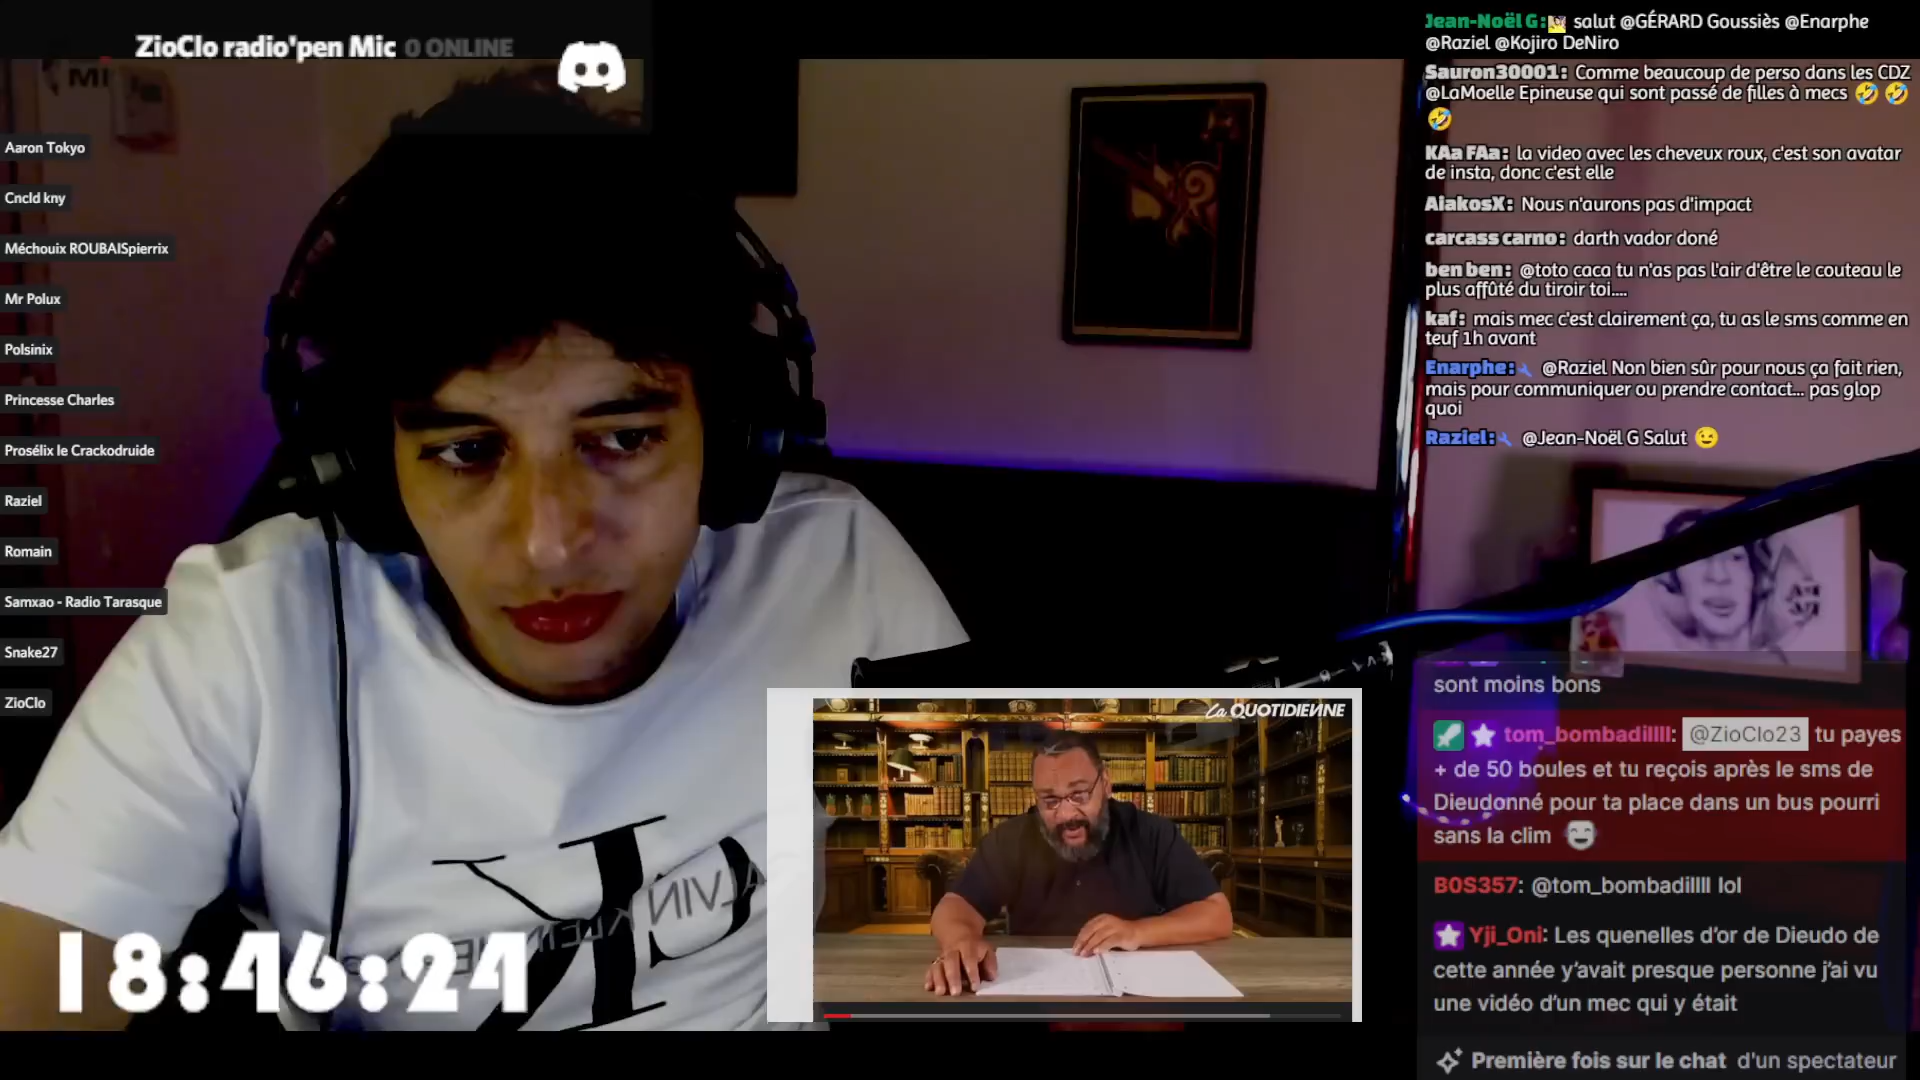 ZioClo radio'pen Mic 0 ONLINE
MI
Aaron Tokyo
Cncld kny
Méchouix ROUBAISpierrix
Mr Polux
Polsinix
Princesse Charles
Prosélix le Crackodruide
Raziel
Romain
Samxao - Radio Tarasque
Snake27
ZioClo
18:46:24
CALVIN KLEIN
La QUOTIDIENNE
Jean-Noël G: salut @GÉRARD Goussiès @Enarphe
@Raziel @Kojiro DeNiro
Sauron30001: Comme beaucoup de perso dans les CDZ
@LaMoelle Epineuse qui sont passé de filles à mecs 🤣 🤣
🤣
KAa FAa: la video avec les cheveux roux, c'est son avatar
de insta, donc c'est elle
AiakosX: Nous n'aurons pas d'impact
carcass carno: darth vador doné
ben ben: @toto caca tu n'as pas l'air d'être le couteau le
plus affûté du tiroir toi....
kaf: mais mec c'est clairement ça, tu as le sms comme en
teuf 1h avant
Enarphe: @Raziel Non bien sûr pour nous ça fait rien,
mais pour communiquer ou prendre contact... pas glop
quoi
Raziel: @Jean-Noël G Salut 😉
sont moins bons
tom_bombadillll: @ZioClo23 tu payes
+ de 50 boules et tu reçois après le sms de
Dieudonné pour ta place dans un bus pourri
sans la clim
B0S357: @tom_bombadillll lol
Yji_Oni: Les quenelles d'or de Dieudo de
cette année y'avait presque personne j'ai vu
une vidéo d'un mec qui y était
Première fois sur le chat d'un spectateur